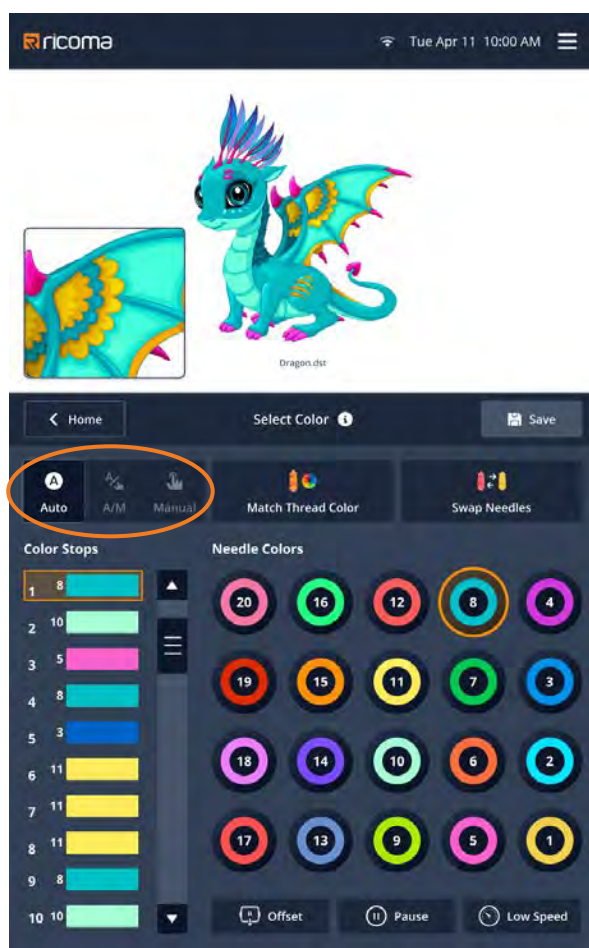 ricoma Tue Apr 11 10:00 AM
Dragon.dst
Home Select Color Save
A
Auto A/M Manual Match Thread Color Swap Needles
Color Stops Needle Colors
1 8
2 10
3 5
4 8
5 3
6 11
7 11
8 11
9 8
10 10
20 16 12 8 4
19 15 11 7 3
18 14 10 6 2
17 13 9 5 1
Offset Pause Low Speed